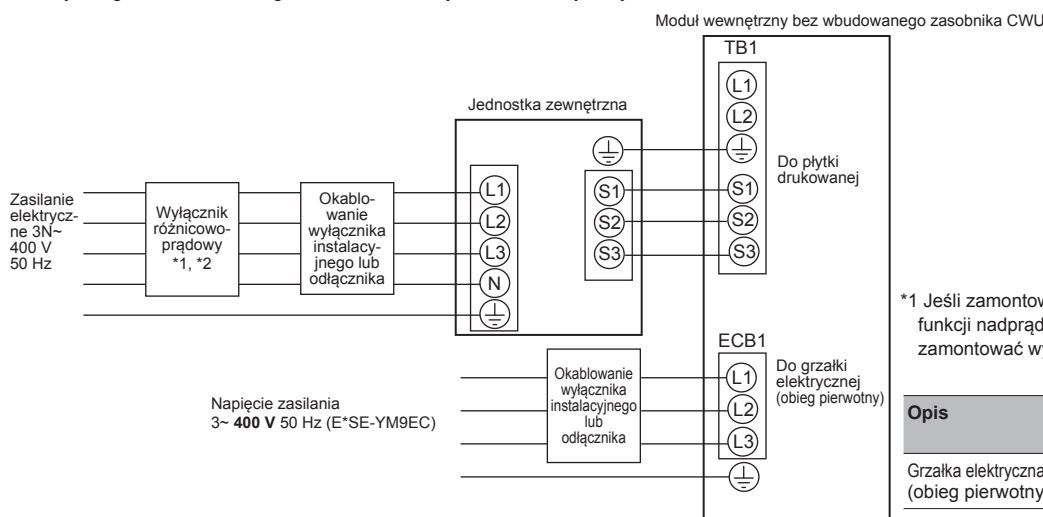 Moduł wewnętrzny bez wbudowanego zasobnika CWU
TB1
L1
L2
Jednostka zewnętrzna
Do płytki
drukowanej
S1
S2
S3
Zasilanie
elektrycz-
ne 3N~
400 V
50 Hz
Wyłącznik
różnicowo-
prądowy
*1, *2
Okablo-
wanie
wyłącznika
instalacy-
jnego lub
odłącznika
L1
L2
L3
N
S1
S2
S3
*1 Jeśli zamontow
funkcji nadprąd
zamontować wy
ECB1
Do grzałki
elektrycznej
(obieg pierwotny)
L1
L2
L3
Okablowanie
wyłącznika
instalacyjnego
lub
odłącznika
Napięcie zasilania
3~ 400 V 50 Hz (E*SE-YM9EC)
Opis
Grzałka elektryczna
(obieg pierwotny